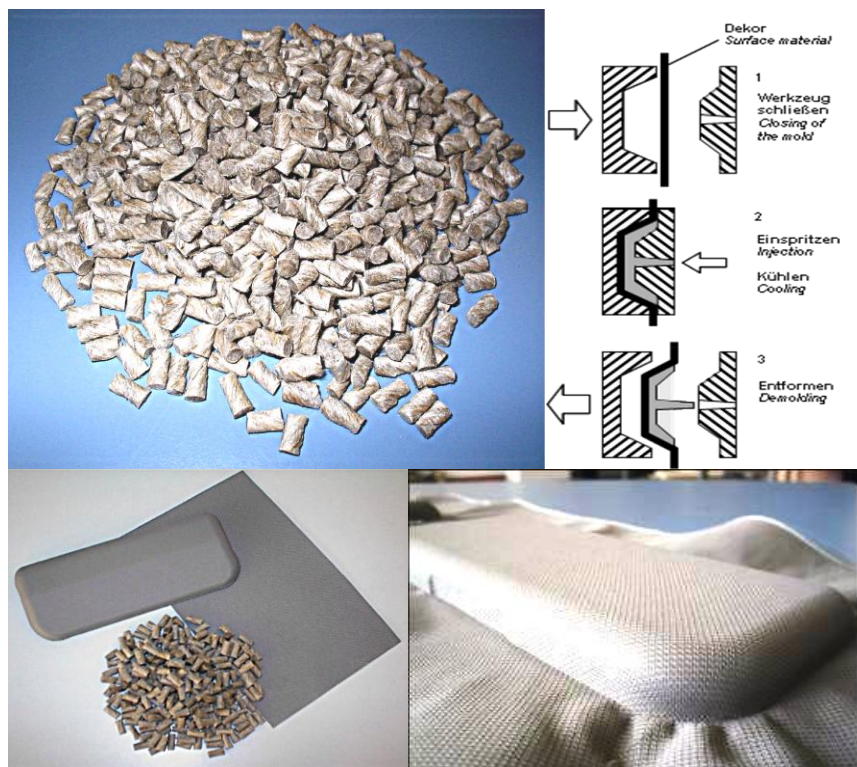 Dekor
Surface material
1
Werkzeug
schließen
Closing of
the mold
2
Einspritzen
Injection
Kühlen
Cooling
3
Entformen
Demolding